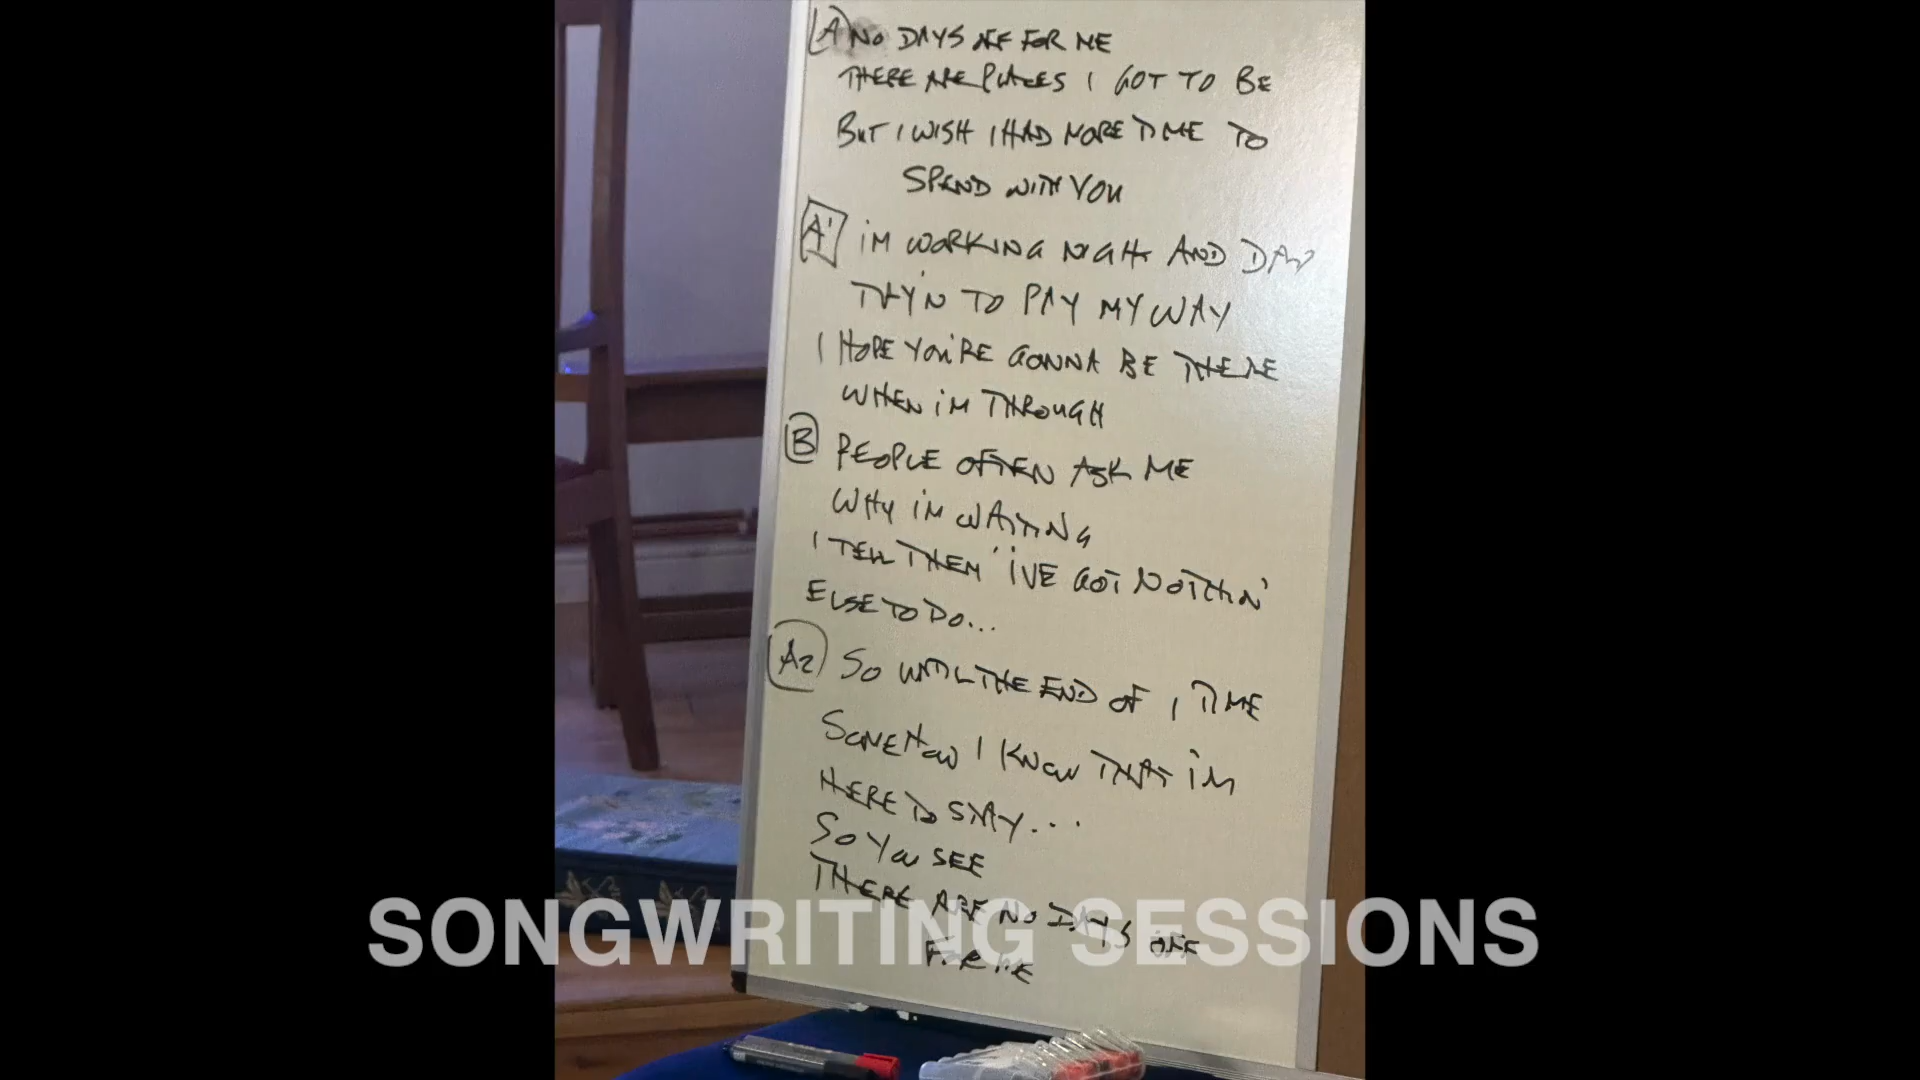 A NO DAYS OFF FOR ME
THERE ARE PLACES I GOT TO BE
BUT I WISH I HAD MORE TIME TO
SPEND WITH YOU
A' I'M WORKING NIGHT AND DAY
TRY'N TO PAY MY WAY
I HOPE YOU'RE GONNA BE THERE
WHEN I'M THROUGH
B PEOPLE OFTEN ASK ME
WHY I'M WAITING
I TELL THEM 'I'VE GOT NOTHIN'
ELSE TO DO...
A2 SO UNTIL THE END OF TIME
SOMEHOW I KNOW THAT I'M
HERE TO STAY...
SO YOU SEE
THERE ARE NO DAYS OFF
FOR ME
SONGWRITING SESSIONS